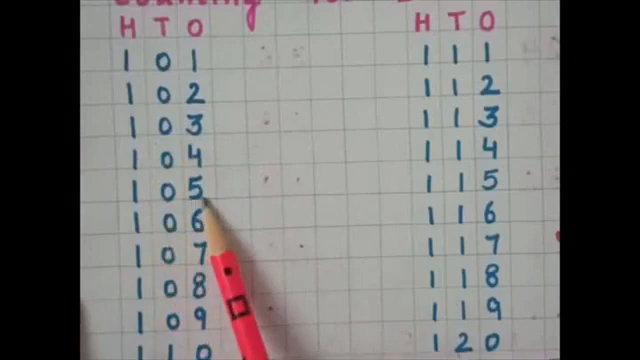 H T O
1 0 1
1 0 2
1 0 3
1 0 4
1 0 5
1 0 6
1 0 7
1 0 8
1 0 9
1 1 0
H T O
1 1 1
1 1 2
1 1 3
1 1 4
1 1 5
1 1 6
1 1 7
1 1 8
1 1 9
1 2 0